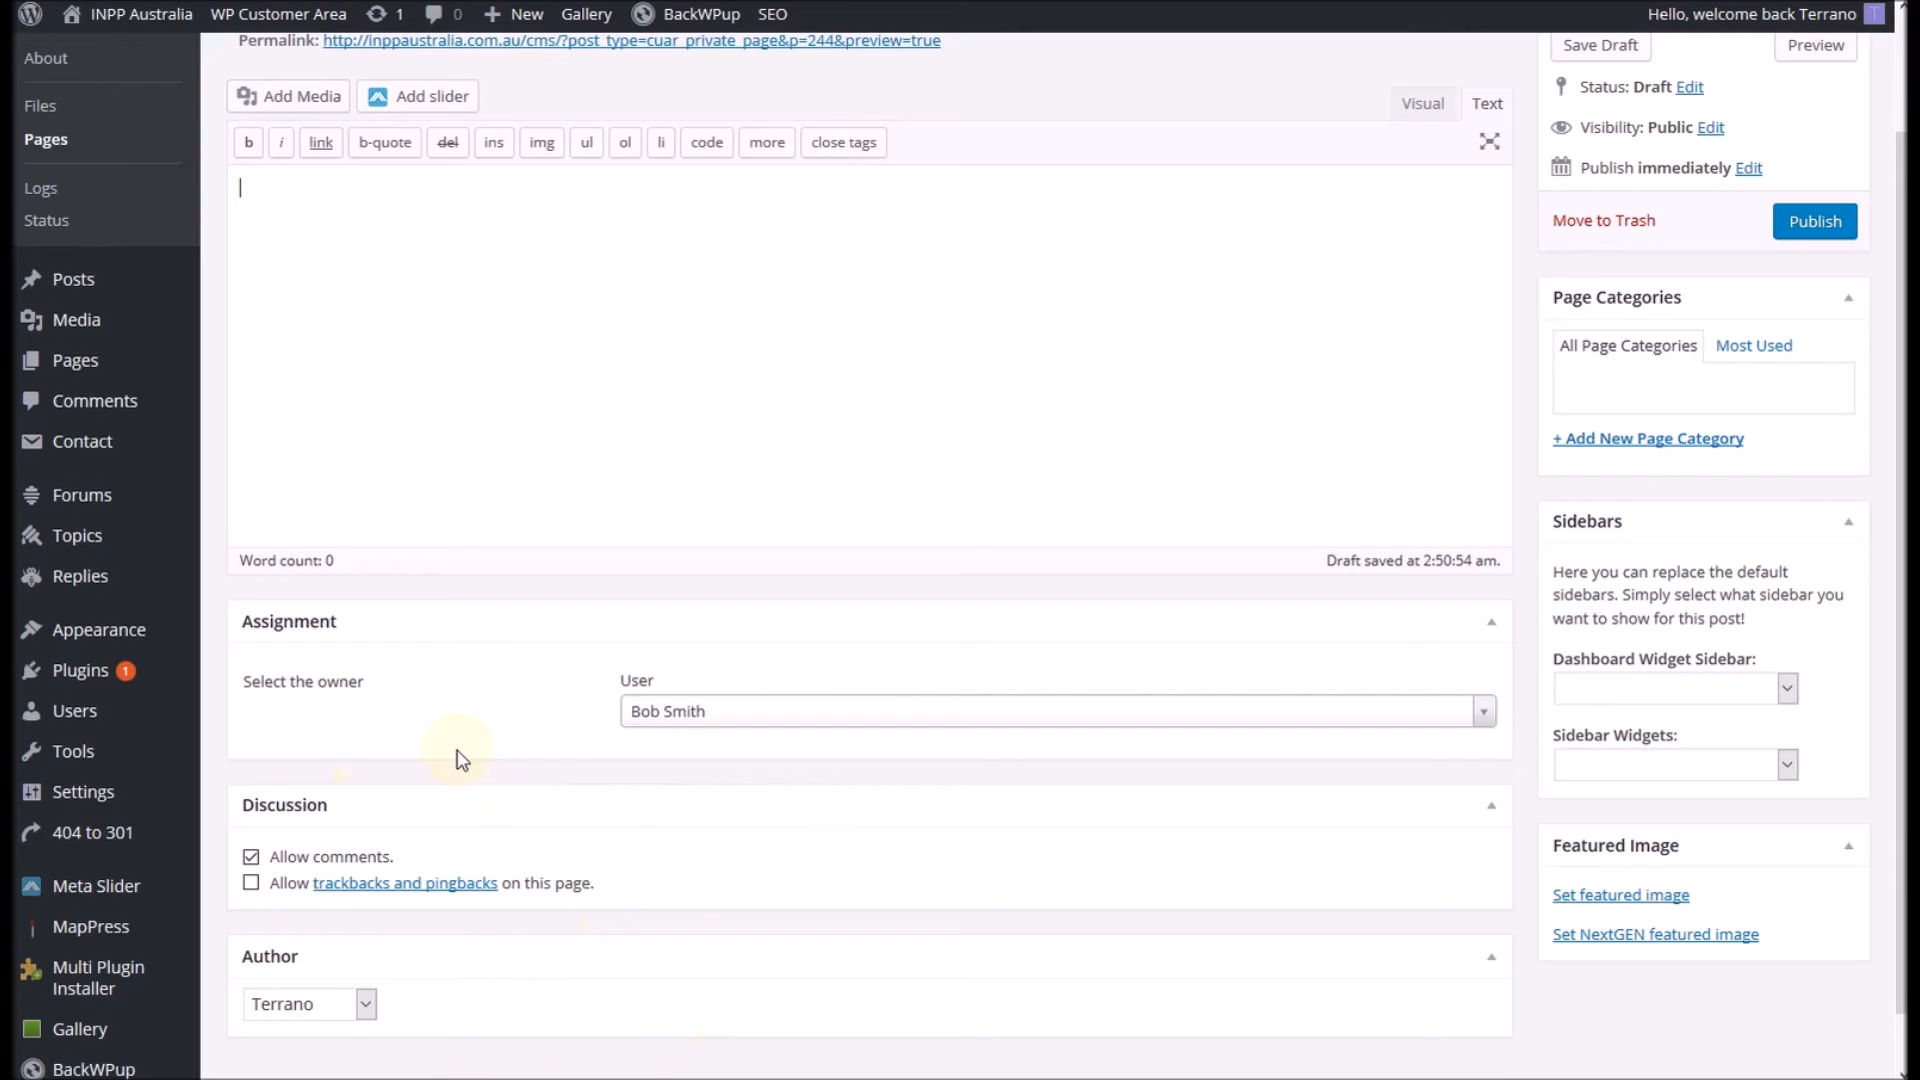 INPP Australia WP Customer Area 1 0 New Gallery BackWPup SEO Hello, welcome back Terrano T
About
Files
Pages
Logs
Status
Posts
Media
Pages
Comments
Contact
Forums
Topics
Replies
Appearance
Plugins 1
Users
Tools
Settings
404 to 301
Meta Slider
MapPress
Multi Plugin
Installer
Gallery
BackWPup
Permalink: http://inppaustralia.com.au/cms/?post_type=cuar_private_page&p=244&preview=true
Add Media Add slider
Visual Text
b i link b-quote del ins img ul ol li code more close tags
Word count: 0 Draft saved at 2:50:54 am.
Assignment
Select the owner
User
Bob Smith
Discussion
Allow comments.
Allow trackbacks and pingbacks on this page.
Author
Terrano
Save Draft Preview
Status: Draft Edit
Visibility: Public Edit
Publish immediately Edit
Move to Trash Publish
Page Categories
All Page Categories Most Used
+ Add New Page Category
Sidebars
Here you can replace the default
sidebars. Simply select what sidebar you
want to show for this post!
Dashboard Widget Sidebar:
Sidebar Widgets:
Featured Image
Set featured image
Set NextGEN featured image